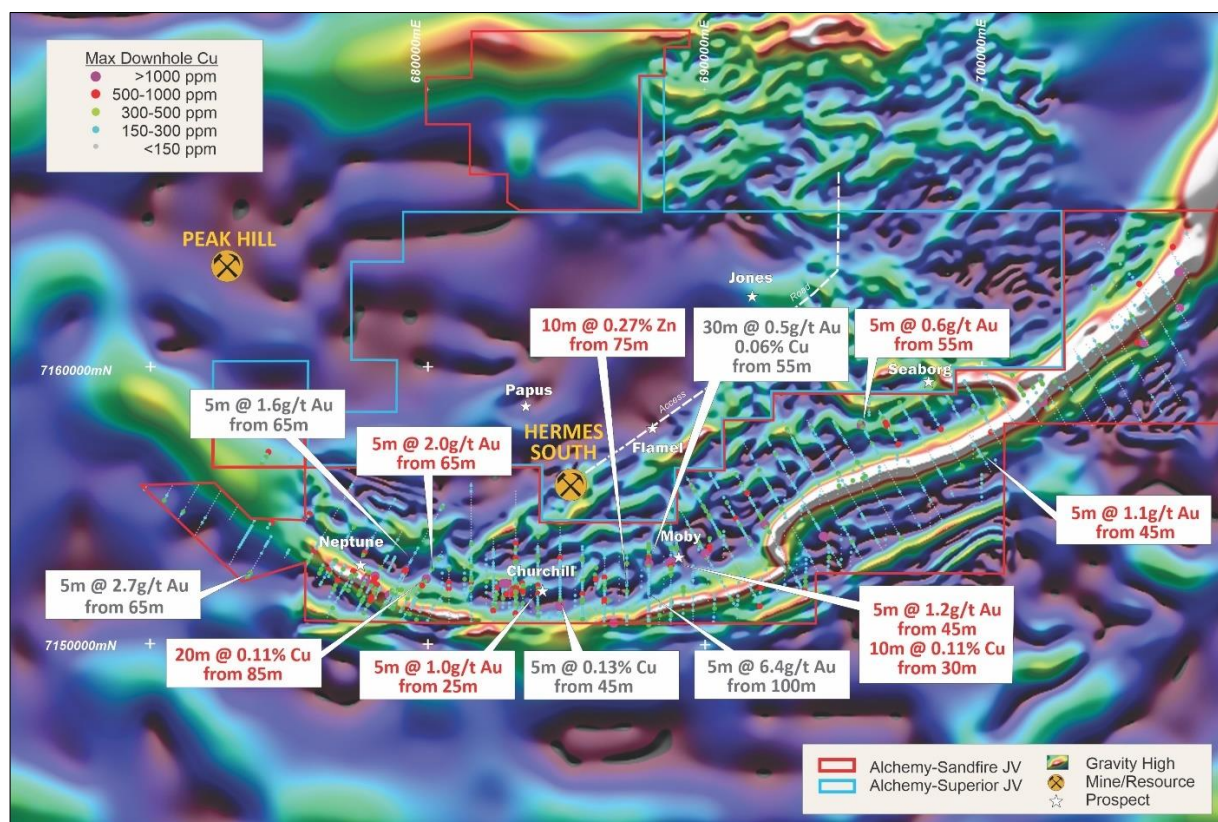 680000mE
690000mE
700000mE
Max Downhole Cu
>1000 ppm
500-1000 ppm
300-500 ppm
150-300 ppm
<150 ppm
PEAK HILL
Jones
Road
7160000mN
10m @ 0.27% Zn
from 75m
30m @ 0.5g/t Au
0.06% Cu
from 55m
5m @ 0.6g/t Au
from 55m
Seaborg
5m @ 1.6g/t Au
from 65m
Papus
Access
Flamel
5m @ 2.0g/t Au
from 65m
HERMES
SOUTH
5m @ 1.1g/t Au
from 45m
Neptune
Moby
Churchill
5m @ 2.7g/t Au
from 65m
7150000mN
20m @ 0.11% Cu
from 85m
5m @ 1.0g/t Au
from 25m
5m @ 0.13% Cu
from 45m
5m @ 6.4g/t Au
from 100m
5m @ 1.2g/t Au
from 45m
10m @ 0.11% Cu
from 30m
Alchemy-Sandfire JV
Alchemy-Superior JV
Gravity High
Mine/Resource
Prospect